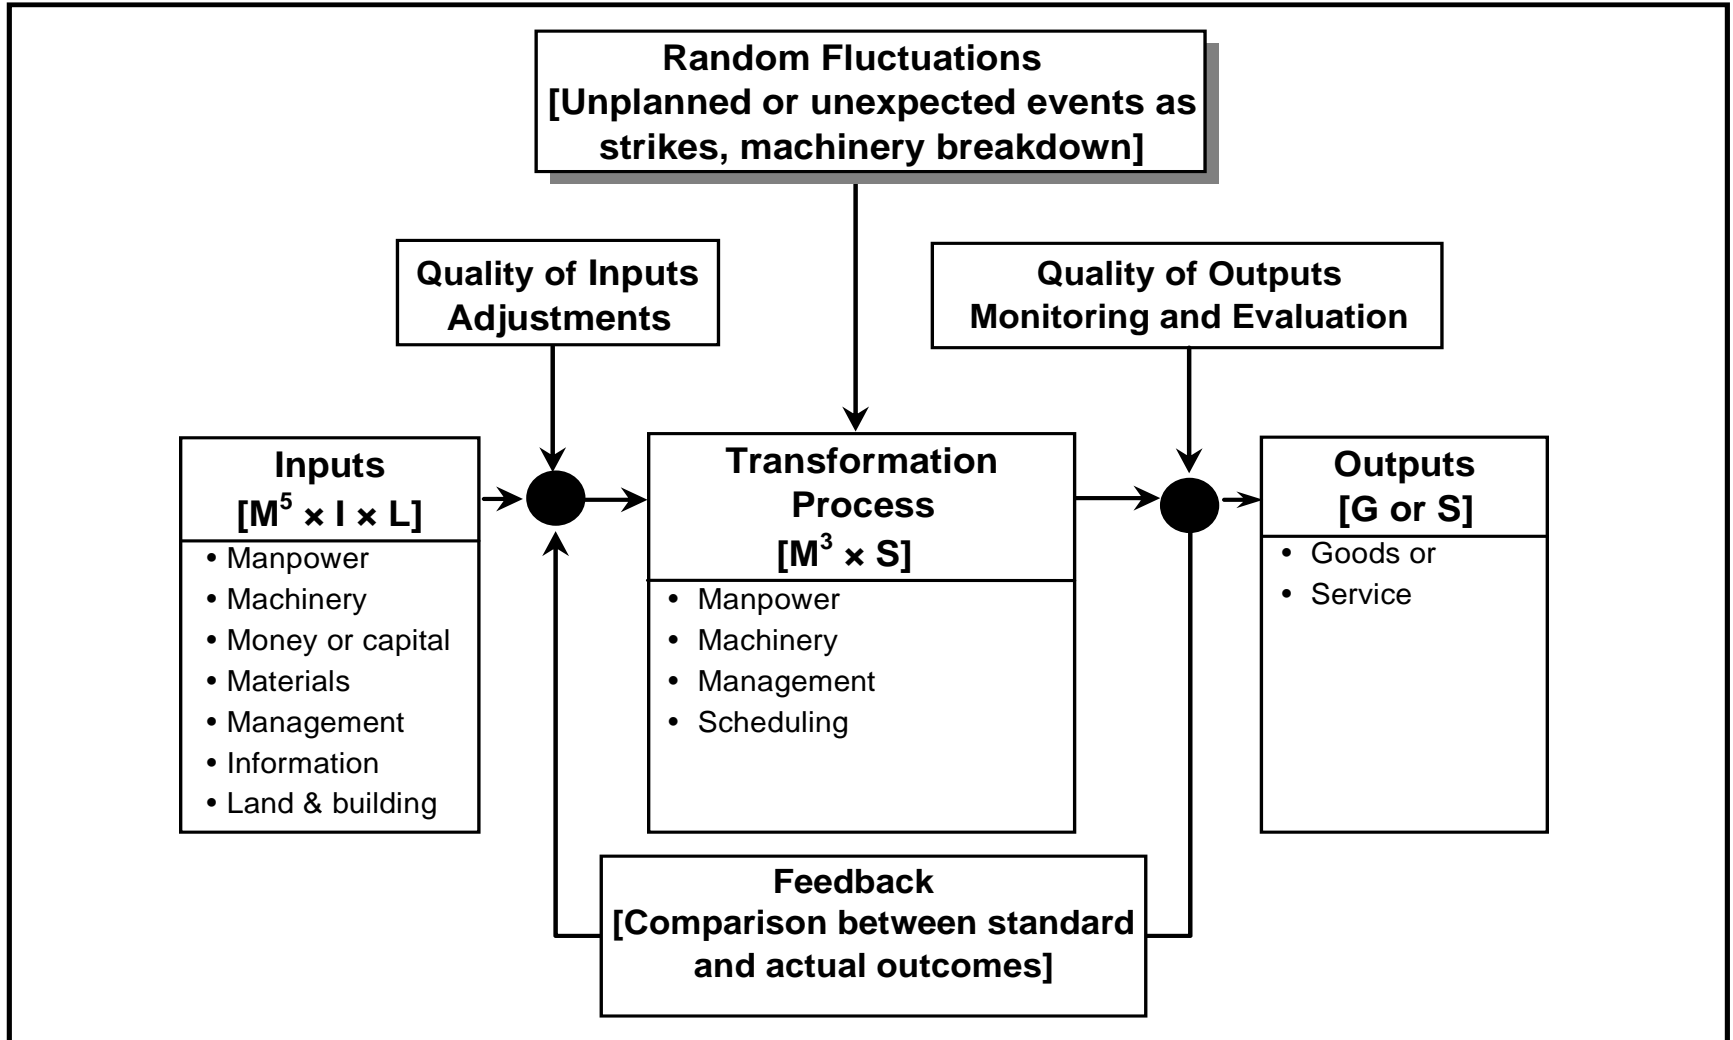 Random Fluctuations
[Unplanned or unexpected events as
strikes, machinery breakdown]
Quality of Inputs
Adjustments
Quality of Outputs
Monitoring and Evaluation
Inputs
[M⁵ × I × L]
• Manpower
• Machinery
• Money or capital
• Materials
• Management
• Information
• Land & building
Transformation
Process
[M³ × S]
• Manpower
• Machinery
• Management
• Scheduling
Outputs
[G or S]
• Goods or
• Service
Feedback
[Comparison between standard
and actual outcomes]